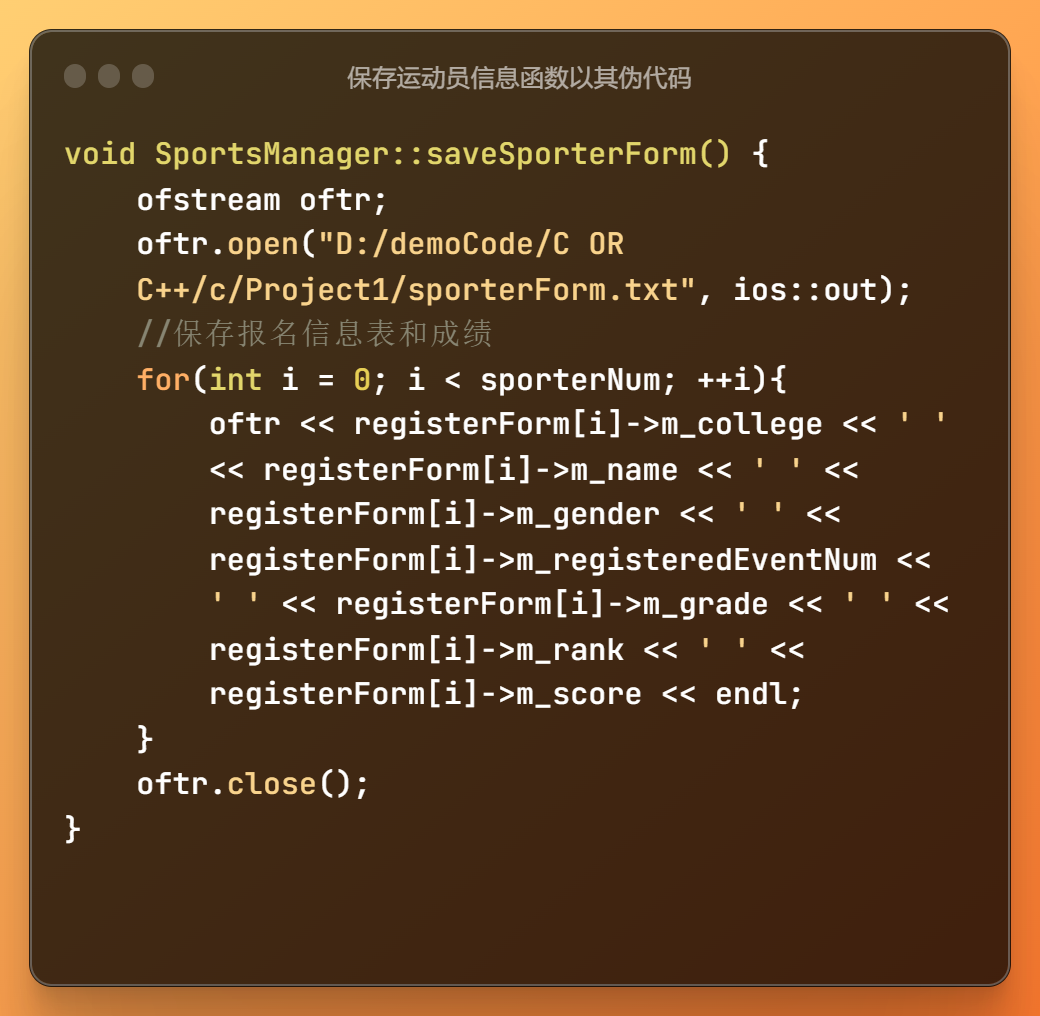 保存运动员信息函数以其伪代码
void SportsManager::saveSporterForm() {
    ofstream oftr;
    oftr.open("D:/demoCode/C OR
    C++/c/Project1/sporterForm.txt", ios::out);
    //保存报名信息表和成绩
    for(int i = 0; i < sporterNum; ++i){
        oftr << registerForm[i]->m_college << ' '
        << registerForm[i]->m_name << ' ' <<
        registerForm[i]->m_gender << ' ' <<
        registerForm[i]->m_registeredEventNum <<
        ' ' << registerForm[i]->m_grade << ' ' <<
        registerForm[i]->m_rank << ' ' <<
        registerForm[i]->m_score << endl;
    }
    oftr.close();
}